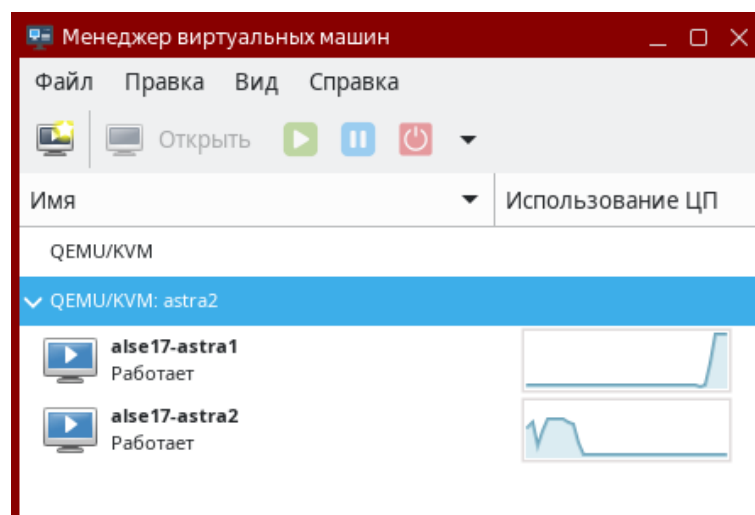 Менеджер виртуальных машин
Файл Правка Вид Справка
Открыть
Имя Использование ЦП
QEMU/KVM
QEMU/KVM: astra2
alse17-astra1
Работает
alse17-astra2
Работает